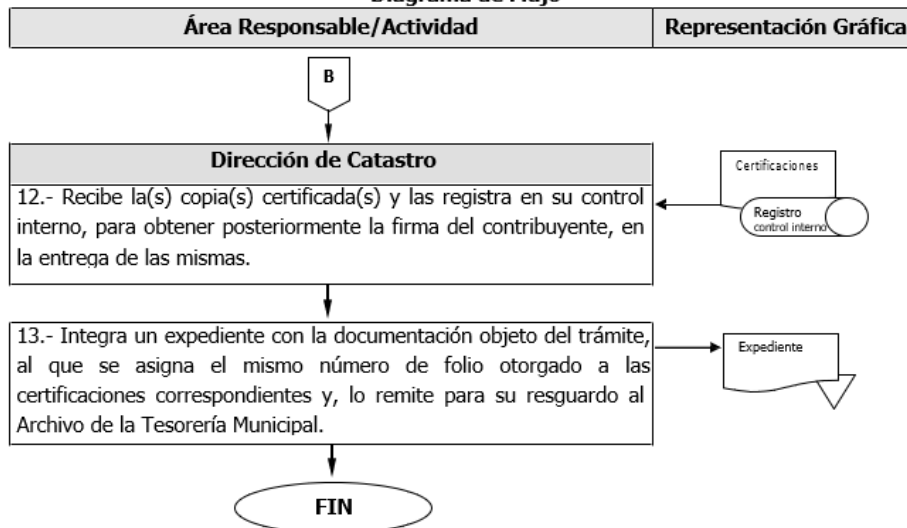 Diagrama de Flujo
Área Responsable/Actividad
Representación Gráfica
B
Dirección de Catastro
12.- Recibe la(s) copia(s) certificada(s) y las registra en su control
interno, para obtener posteriormente la firma del contribuyente, en
la entrega de las mismas.
Certificaciones
Registro
control interno
13.- Integra un expediente con la documentación objeto del trámite,
al que se asigna el mismo número de folio otorgado a las
certificaciones correspondientes y, lo remite para su resguardo al
Archivo de la Tesorería Municipal.
Expediente
FIN